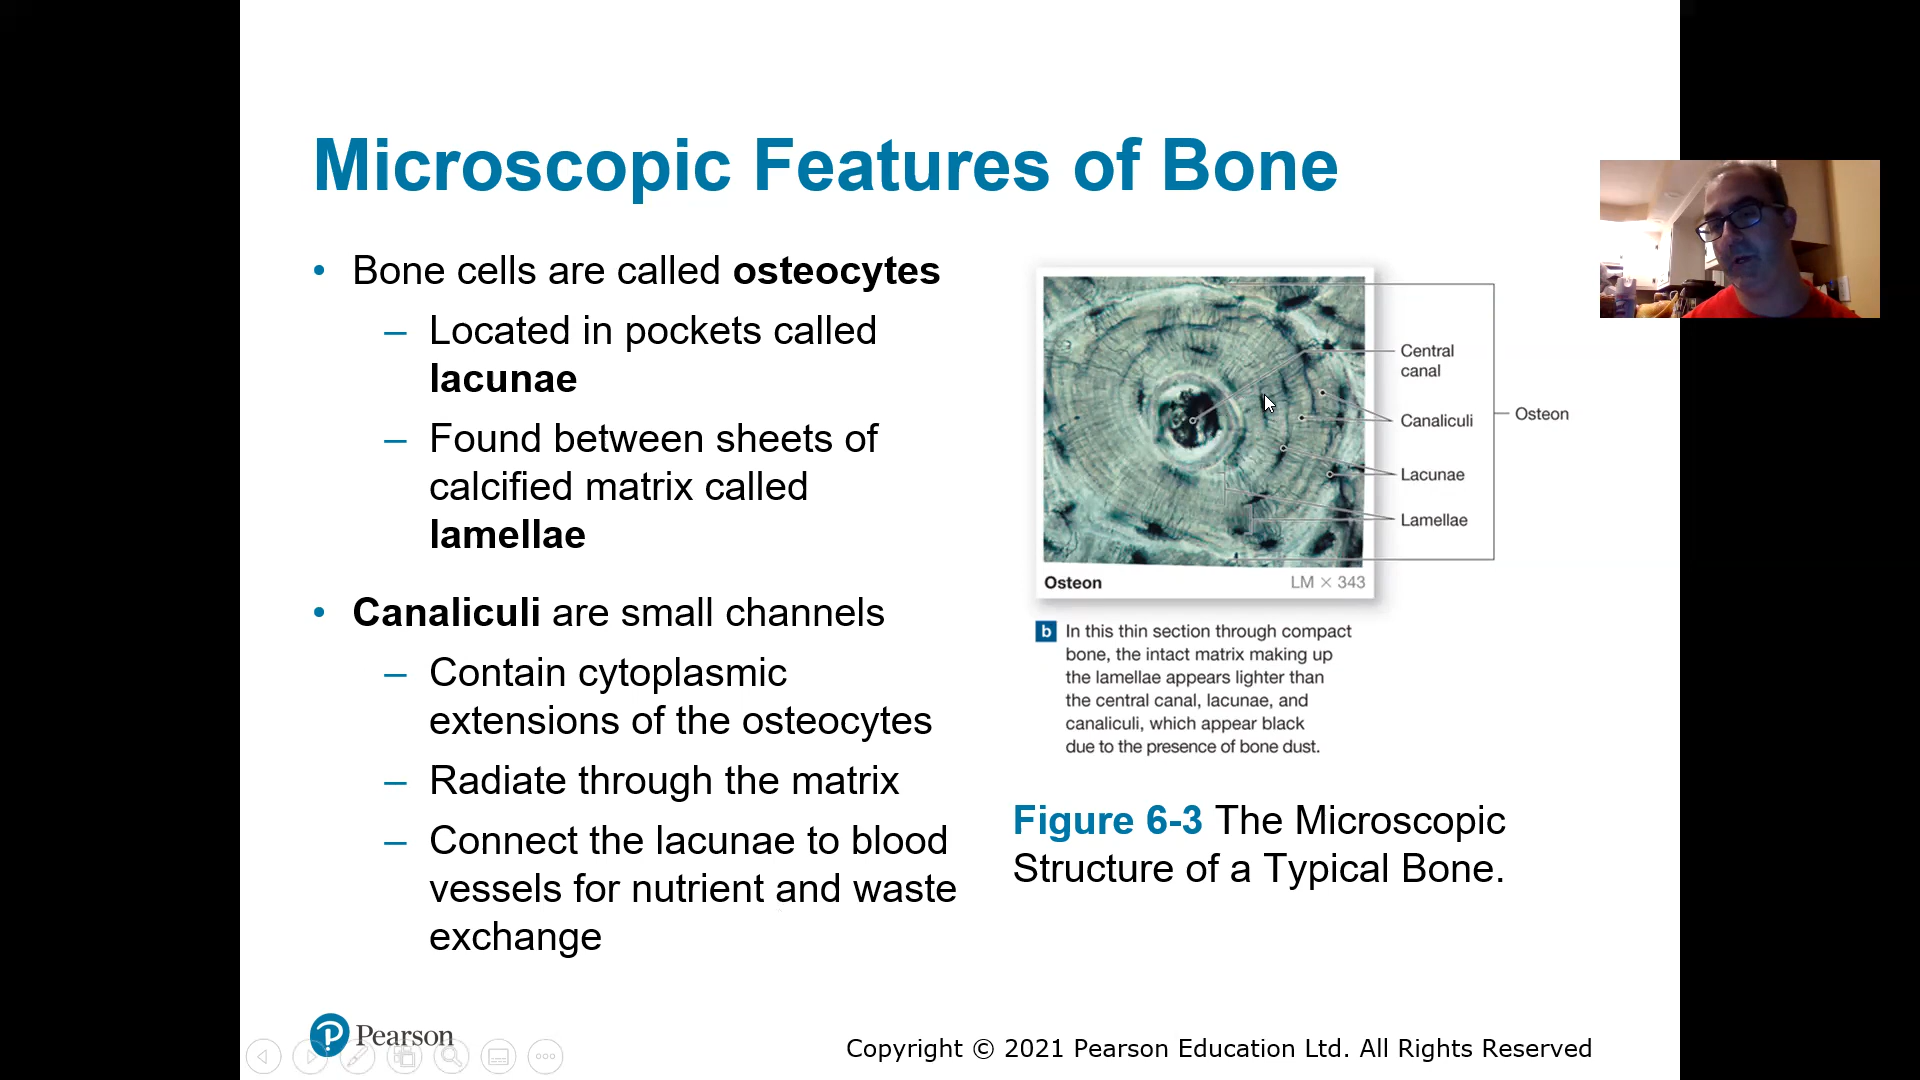 Microscopic Features of Bone
• Bone cells are called osteocytes
– Located in pockets called
lacunae
– Found between sheets of
calcified matrix called
lamellae
• Canaliculi are small channels
– Contain cytoplasmic
extensions of the osteocytes
– Radiate through the matrix
– Connect the lacunae to blood
vessels for nutrient and waste
exchange
Central
canal
Canaliculi
Osteon
Lacunae
Lamellae
Osteon LM × 343
b In this thin section through compact
bone, the intact matrix making up
the lamellae appears lighter than
the central canal, lacunae, and
canaliculi, which appear black
due to the presence of bone dust.
Figure 6-3 The Microscopic
Structure of a Typical Bone.
P Pearson
Copyright © 2021 Pearson Education Ltd. All Rights Reserved